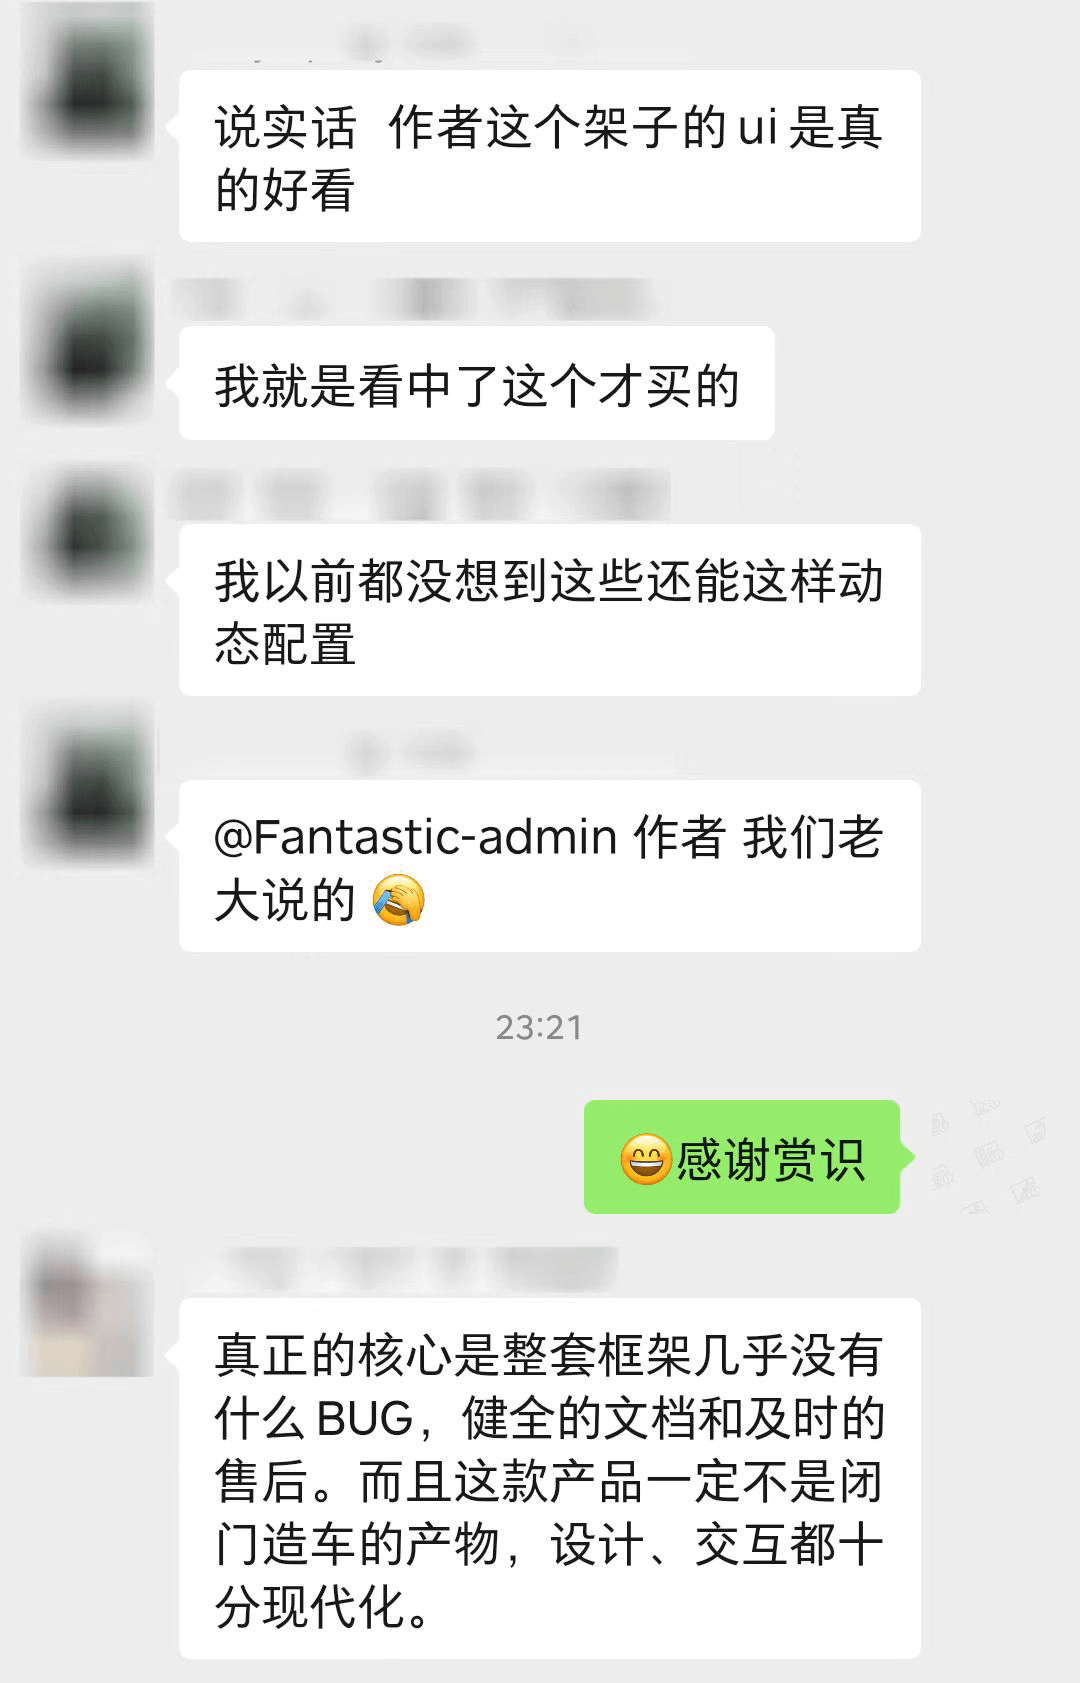 说实话 作者这个架子的ui是真
的好看
我就是看中了这个才买的
我以前都没想到这些还能这样动
态配置
@Fantastic-admin 作者 我们老
大说的 🤦
23:21
😄感谢赏识
真正的核心是整套框架几乎没有
什么BUG，健全的文档和及时的
售后。而且这款产品一定不是闭
门造车的产物，设计、交互都十
分现代化。